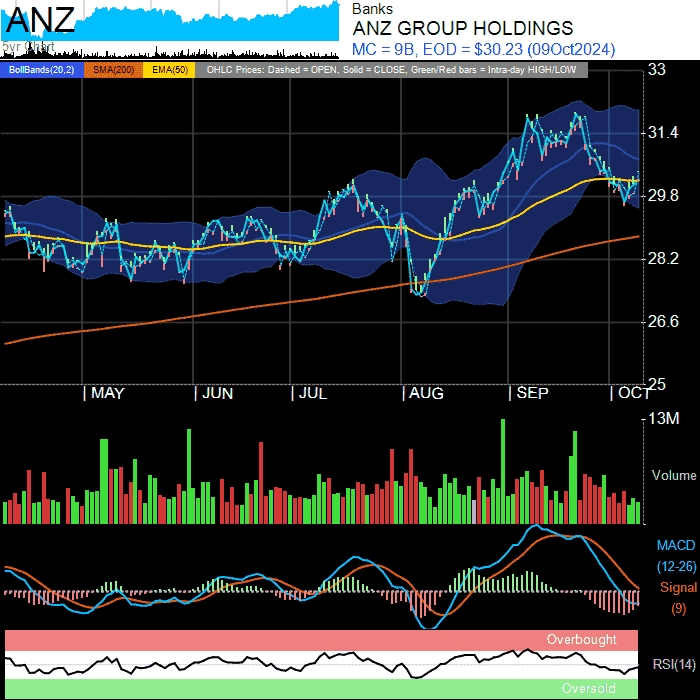 ANZ
5yr Chart
Banks
ANZ GROUP HOLDINGS
MC = 9B, EOD = $30.23 (09Oct2024)
BollBands(20,2) SMA(200) EMA(50) OHLC Prices: Dashed = OPEN, Solid = CLOSE, Green/Red bars = Intra-day HIGH/LOW
33
31.4
29.8
28.2
26.6
25
| MAY | JUN | JUL | AUG | SEP | OCT
13M
Volume
MACD
(12-26)
Signal
(9)
Overbought
RSI(14)
Oversold